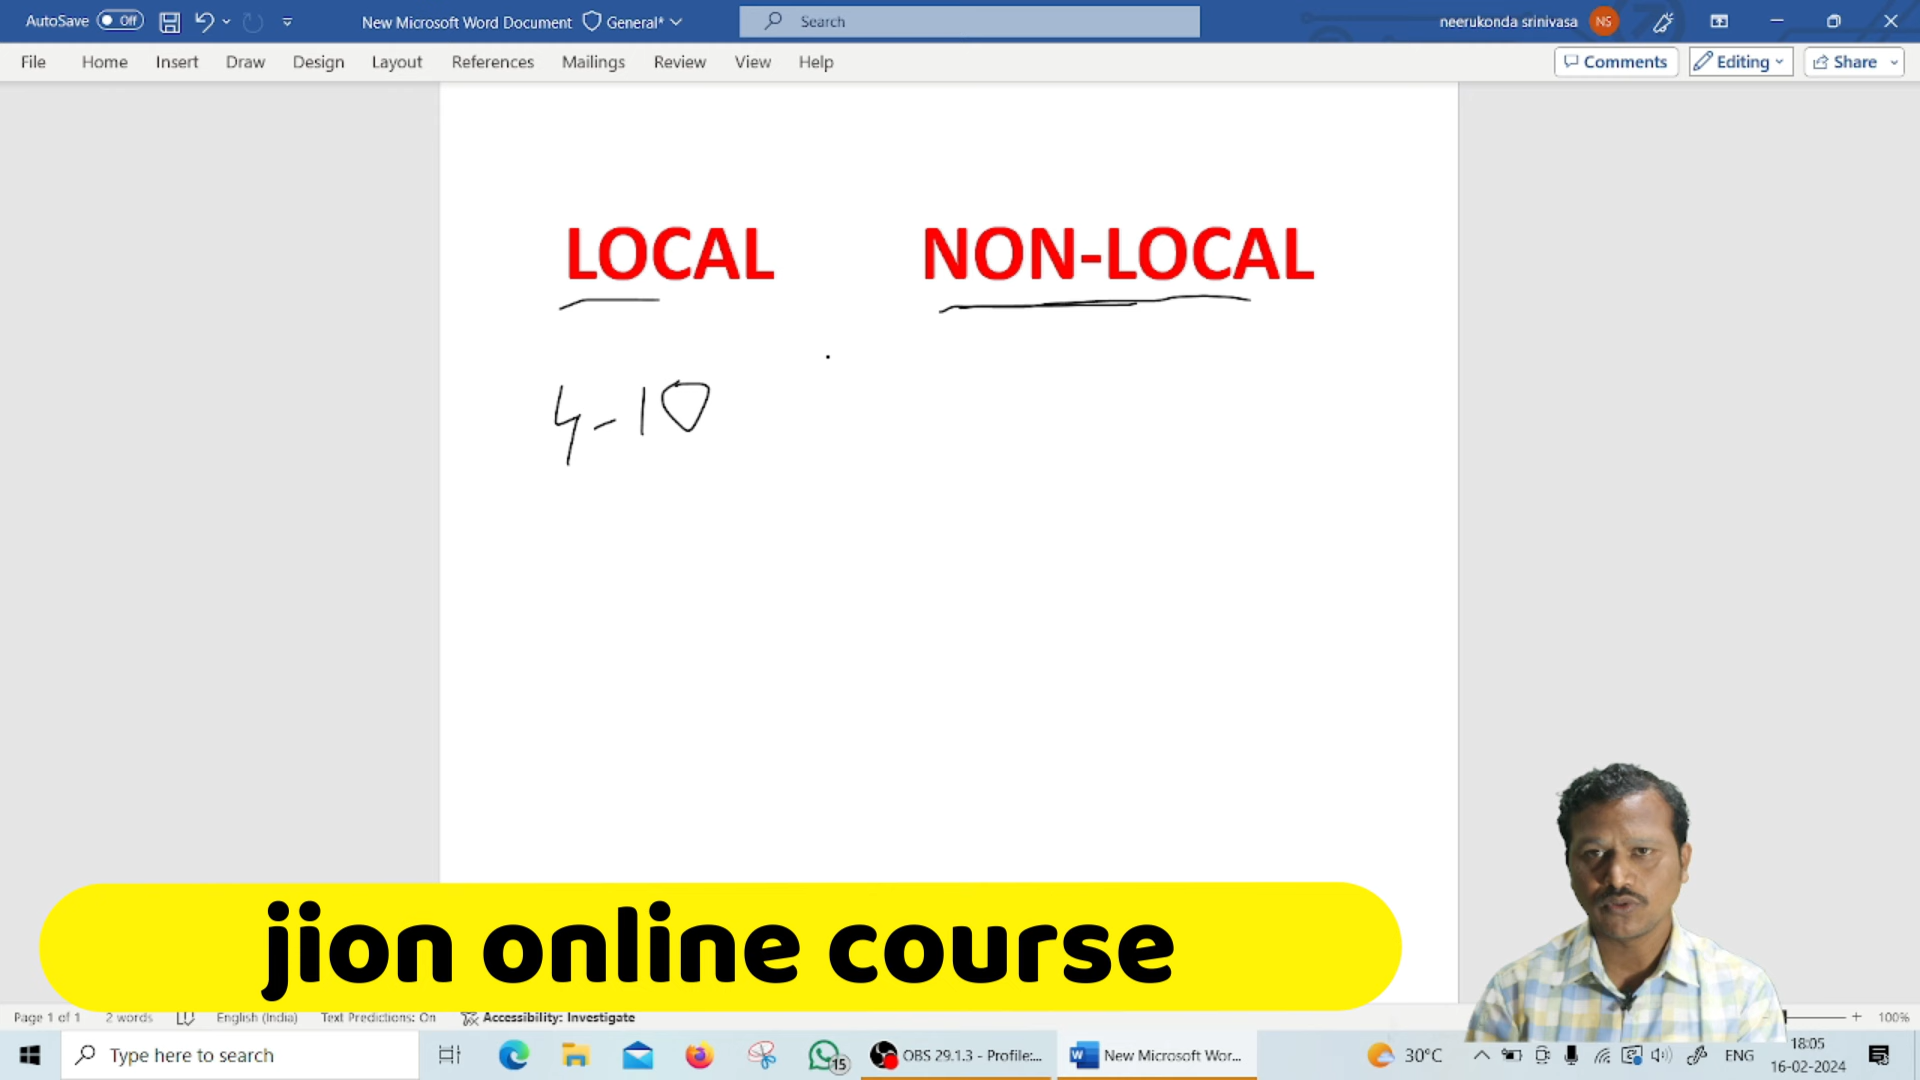 AutoSave Off New Microsoft Word Document General* Search neerukonda srinivasa NS
File Home Insert Draw Design Layout References Mailings Review View Help Comments Editing Share
LOCAL NON-LOCAL
4-10
jion online course
Page 1 of 1 2 words English (India) Text Predictions: On Accessibility: Investigate 100%
Type here to search 15 OBS 29.1.3 - Profile:... New Microsoft Wor... 30°C ENG 18:05
16-02-2024